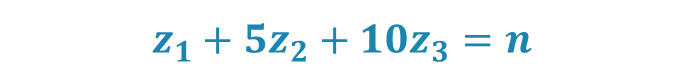 z₁ + 5z₂ + 10z₃ = n